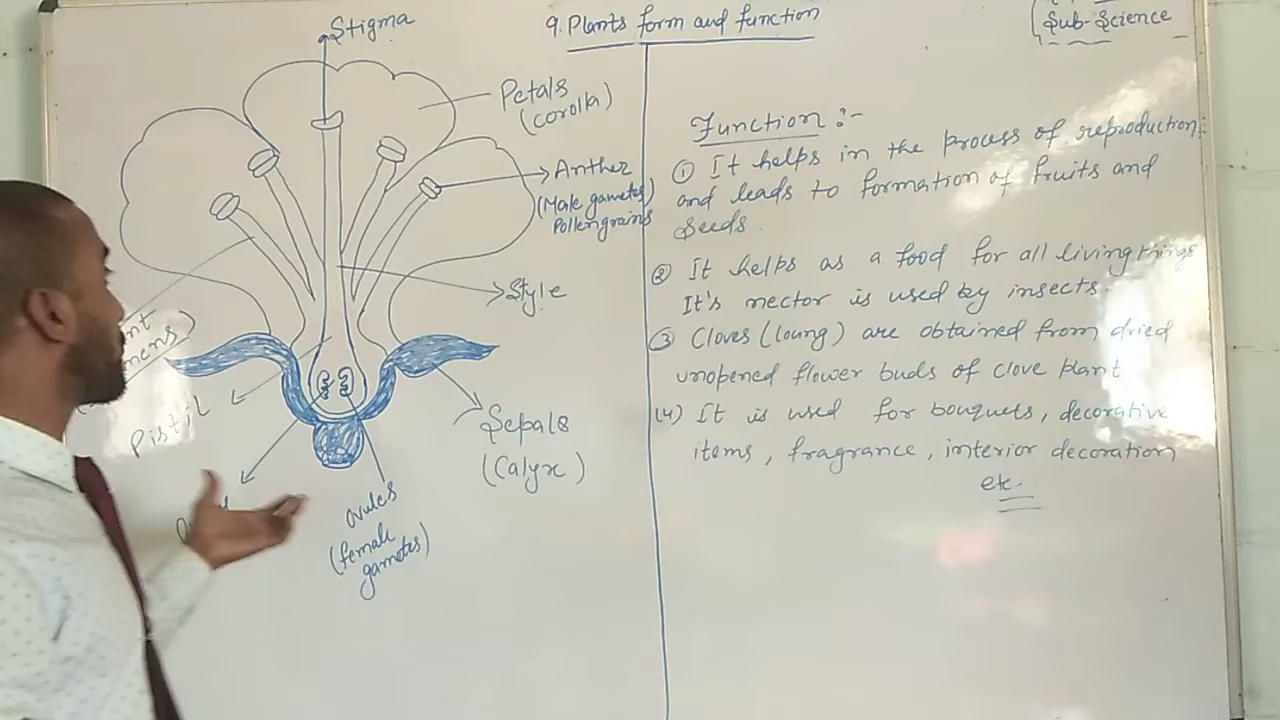 Stigma
9. Plants form and function
Sub- Science
Petals
(corolla)
Anther
(Male gametes)
Pollengrains
Style
Pistil
Sepals
(Calyx)
ovules
(female
gametes)
Function :-
① It helps in the process of reproduction
and leads to formation of fruits and
seeds.
② It helps as a food for all living things
It's nector is used by insects.
③ Cloves (loung) are obtained from dried
unopened flower buds of clove plant
(4) It is used for bouquets, decorative
items, fragrance, interior decoration
etc.